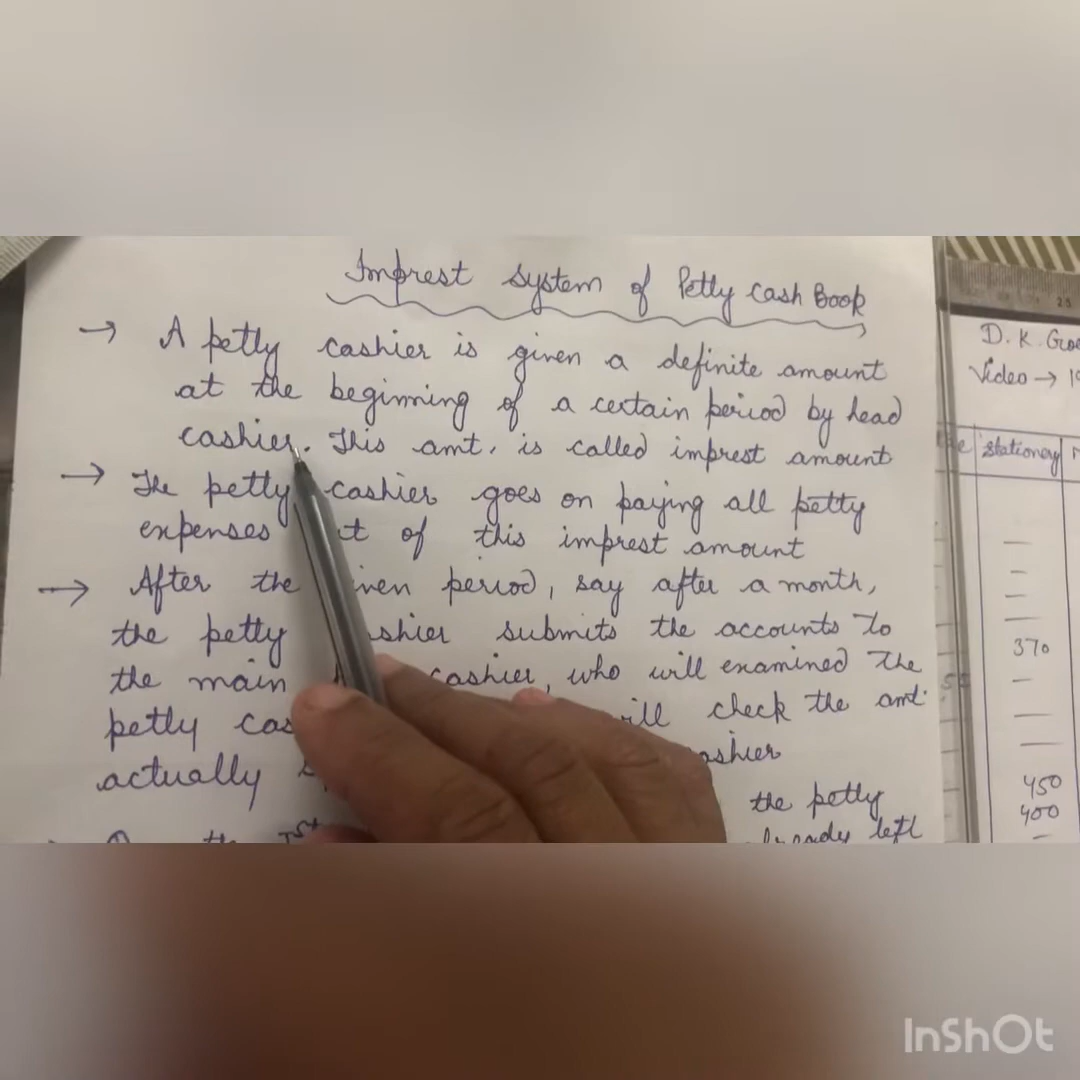 Imprest system of Petty Cash Book
→ A petty cashier is given a definite amount
at the beginning of a certain period by head
cashier. This amt. is called imprest amount
→ The petty cashier goes on paying all petty
expenses of this imprest amount
→ After the period, say after a month,
the petty submits the accounts to
the main cashier, who will examined the
petty check the amt.
actually
the petty
left
D. K.
Video → 19
stationery
—
—
—
—
370
—
—
—
450
400
—
25
InShOt